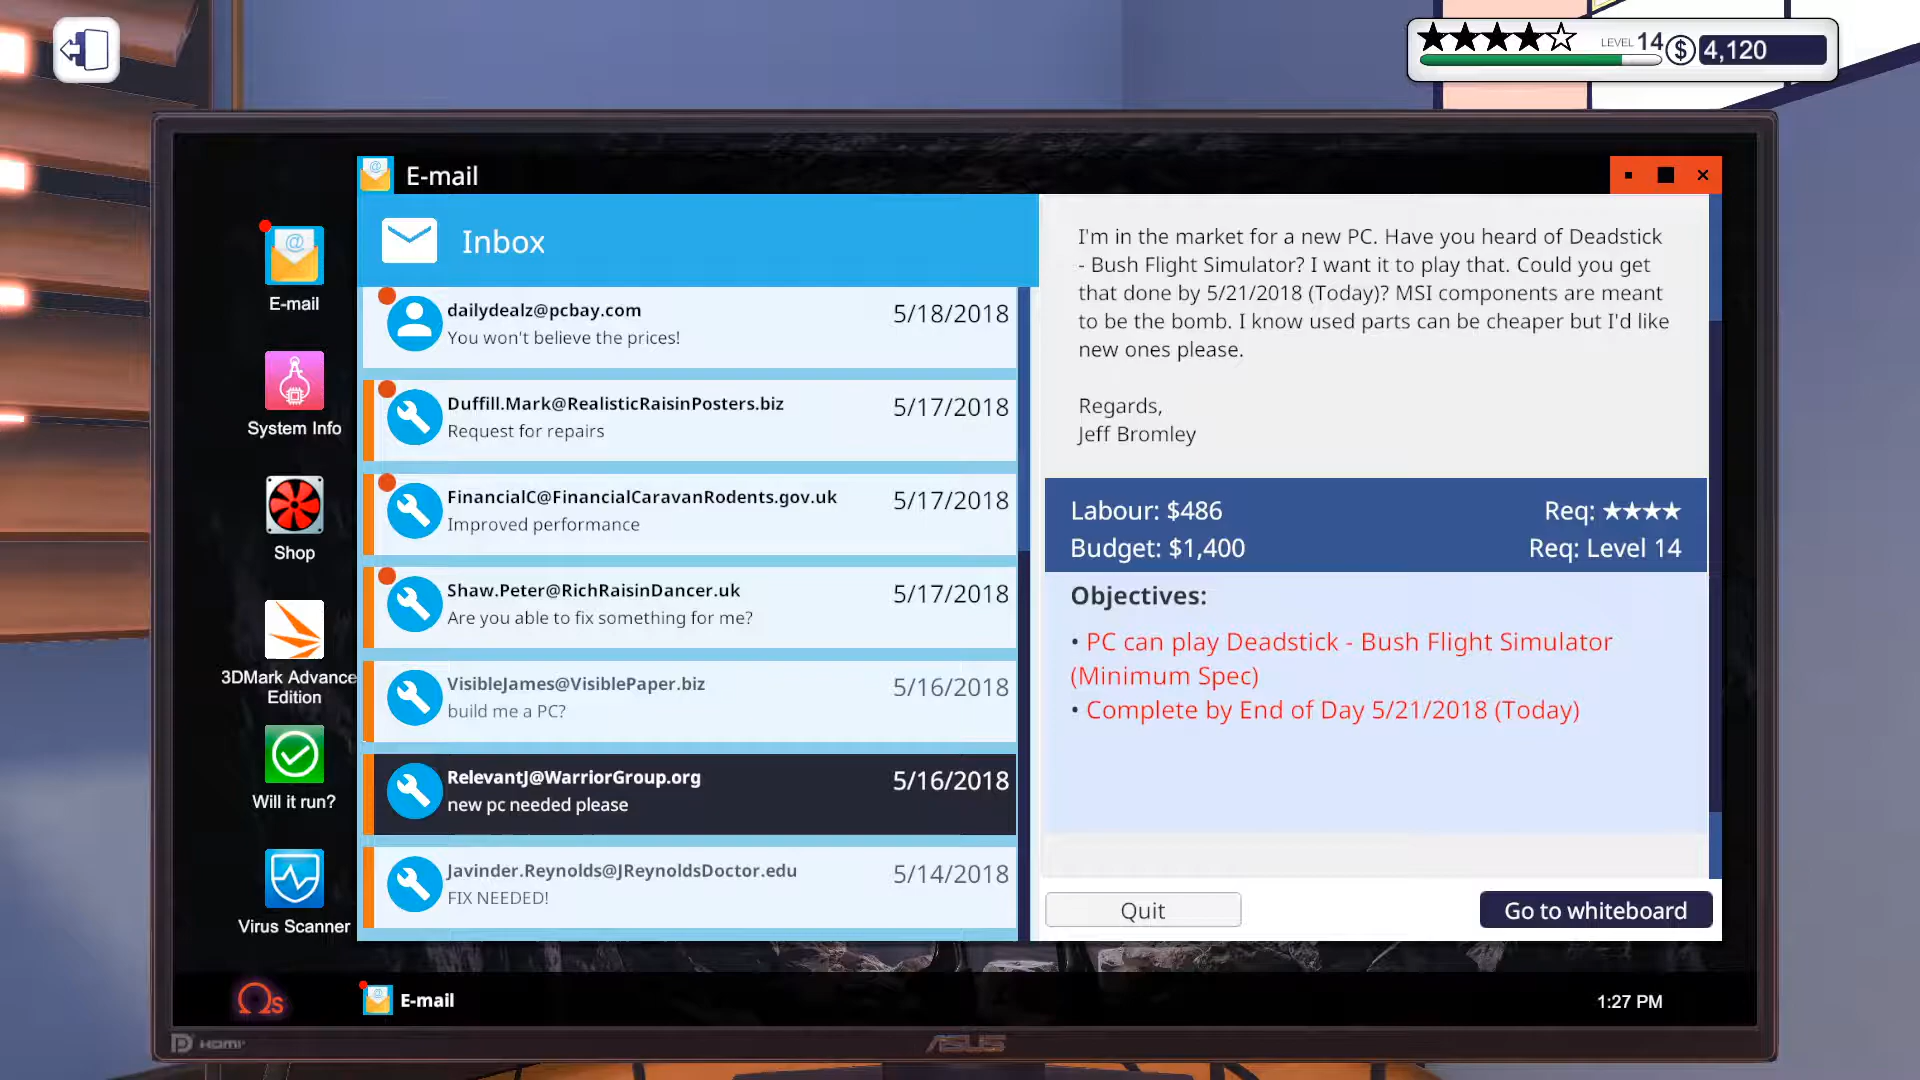 LEVEL 14
$ 4,120
E-mail
Inbox
dailydealz@pcbay.com
5/18/2018
You won't believe the prices!
Duffill.Mark@RealisticRaisinPosters.biz
5/17/2018
Request for repairs
FinancialC@FinancialCaravanRodents.gov.uk
5/17/2018
Improved performance
Shaw.Peter@RichRaisinDancer.uk
5/17/2018
Are you able to fix something for me?
VisibleJames@VisiblePaper.biz
5/16/2018
build me a PC?
RelevantJ@WarriorGroup.org
5/16/2018
new pc needed please
Javinder.Reynolds@JReynoldsDoctor.edu
5/14/2018
FIX NEEDED!
I'm in the market for a new PC. Have you heard of Deadstick
- Bush Flight Simulator? I want it to play that. Could you get
that done by 5/21/2018 (Today)? MSI components are meant
to be the bomb. I know used parts can be cheaper but I'd like
new ones please.
Regards,
Jeff Bromley
Labour: $486
Req: ★★★★
Budget: $1,400
Req: Level 14
Objectives:
• PC can play Deadstick - Bush Flight Simulator
(Minimum Spec)
• Complete by End of Day 5/21/2018 (Today)
Quit
Go to whiteboard
E-mail
System Info
Shop
3DMark Advance
Edition
Will it run?
Virus Scanner
Ωs
E-mail
1:27 PM
HDMI
ASUS